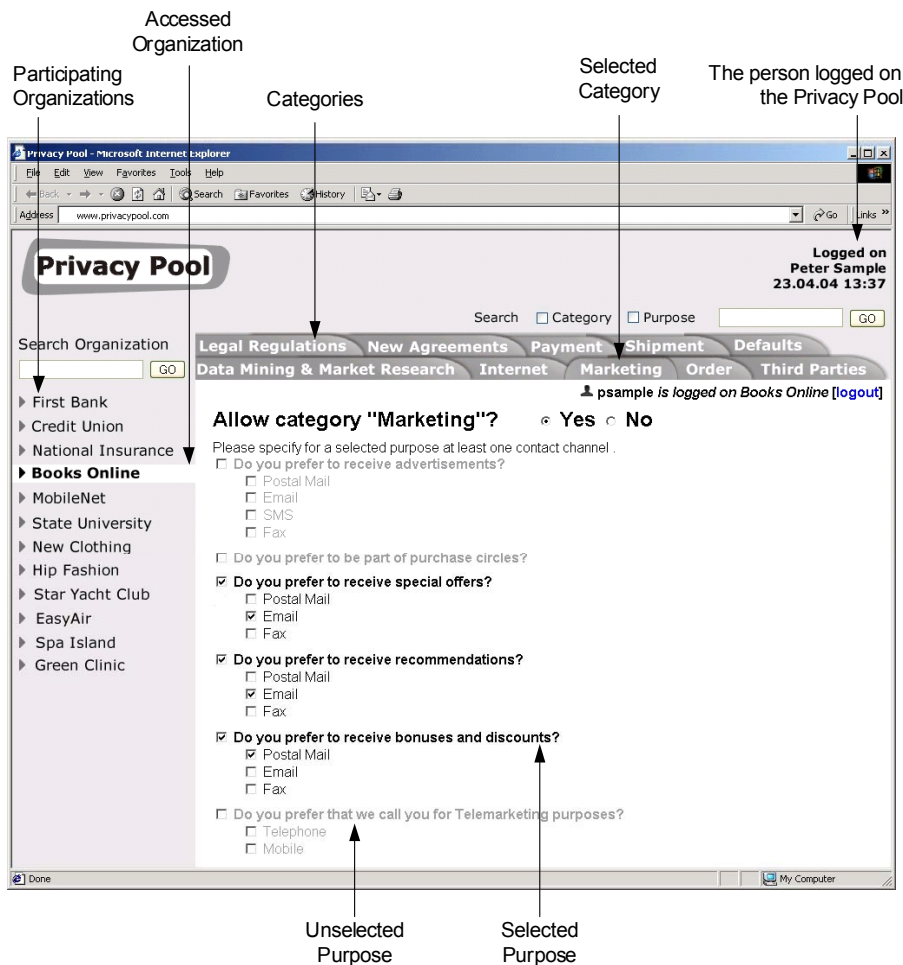 Accessed
Organization
Participating
Organizations
Categories
Selected
Category
The person logged on
the Privacy Pool
Privacy Pool - Microsoft Internet Explorer
File Edit View Favorites Tools Help
Back Search Favorites History
Address www.privacypool.com Go Links »
Privacy Pool
Logged on
Peter Sample
23.04.04 13:37
Search Category Purpose GO
Search Organization
GO
Legal Regulations New Agreements Payment Shipment Defaults
Data Mining & Market Research Internet Marketing Order Third Parties
psample is logged on Books Online [logout]
First Bank
Credit Union
National Insurance
Books Online
MobileNet
State University
New Clothing
Hip Fashion
Star Yacht Club
EasyAir
Spa Island
Green Clinic
Allow category "Marketing"? Yes No
Please specify for a selected purpose at least one contact channel .
Do you prefer to receive advertisements?
Postal Mail
Email
SMS
Fax
Do you prefer to be part of purchase circles?
Do you prefer to receive special offers?
Postal Mail
Email
Fax
Do you prefer to receive recommendations?
Postal Mail
Email
Fax
Do you prefer to receive bonuses and discounts?
Postal Mail
Email
Fax
Do you prefer that we call you for Telemarketing purposes?
Telephone
Mobile
Done My Computer
Unselected
Purpose
Selected
Purpose